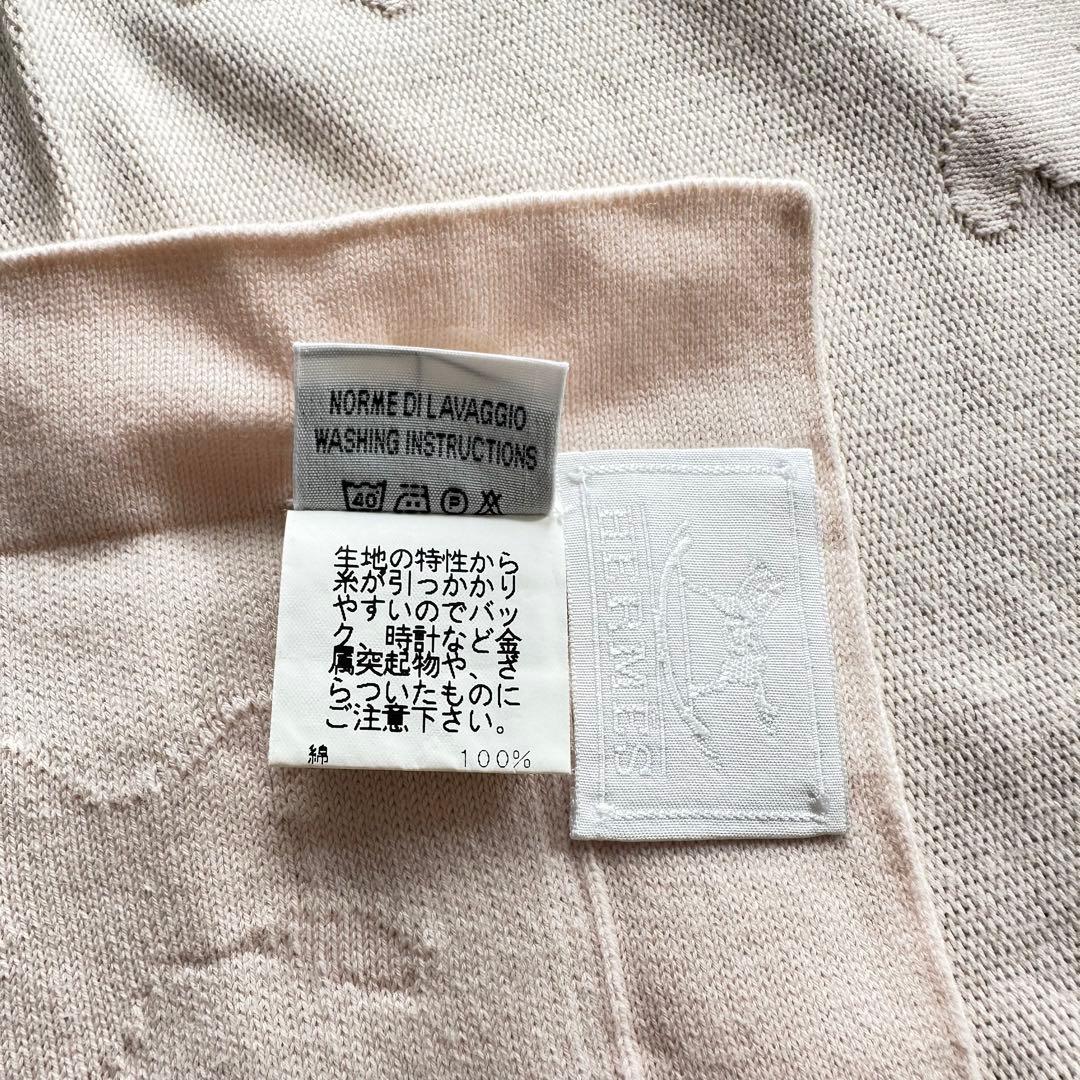 NORME DI LAVAGGIO
WASHING INSTRUCTIONS
40 P
生地の特性から
糸が引っかかり
やすいのでバッ
ク、時計など金
属突起物や、ざ
らついたものに
ご注意下さい。
綿 100%
HERMES